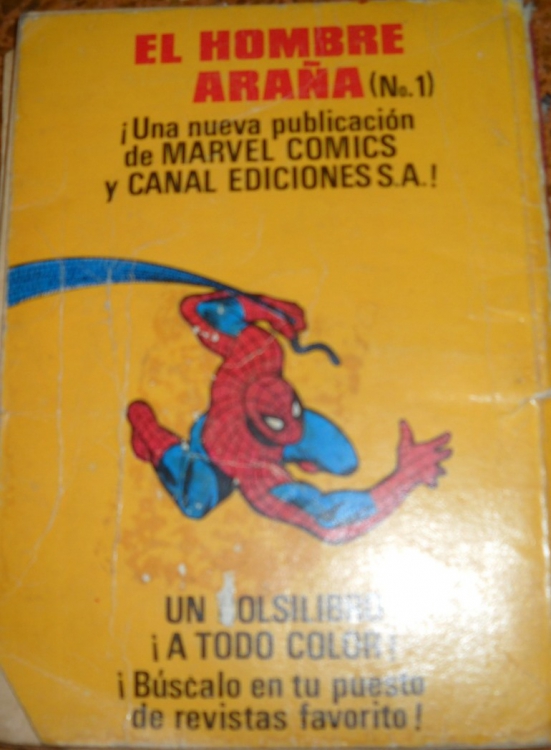 EL HOMBRE
ARAÑA (No.1)
¡Una nueva publicación
de MARVEL COMICS
y CANAL EDICIONES S.A.!
UN BOLSILIBRO
¡A TODO COLOR!
¡Búscalo en tu puesto
de revistas favorito!